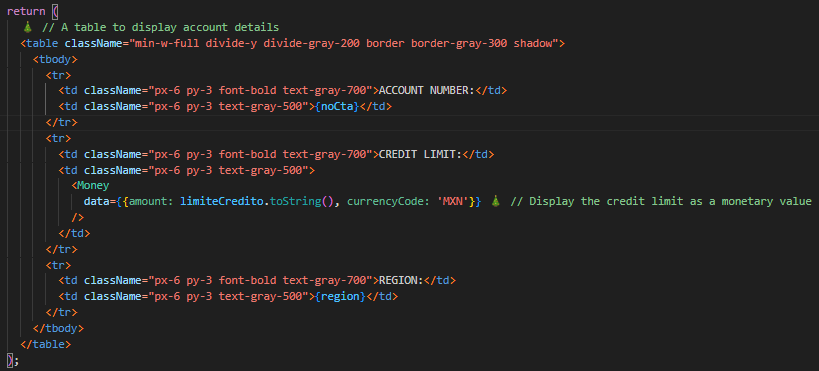 return (
🎄 // A table to display account details
<table className="min-w-full divide-y divide-gray-200 border border-gray-300 shadow">
<tbody>
<tr>
<td className="px-6 py-3 font-bold text-gray-700">ACCOUNT NUMBER:</td>
<td className="px-6 py-3 text-gray-500">{noCta}</td>
</tr>
<tr>
<td className="px-6 py-3 font-bold text-gray-700">CREDIT LIMIT:</td>
<td className="px-6 py-3 text-gray-500">
<Money
data={{amount: limiteCredito.toString(), currencyCode: 'MXN'}} 🎄 // Display the credit limit as a monetary value
/>
</td>
</tr>
<tr>
<td className="px-6 py-3 font-bold text-gray-700">REGION:</td>
<td className="px-6 py-3 text-gray-500">{region}</td>
</tr>
</tbody>
</table>
);